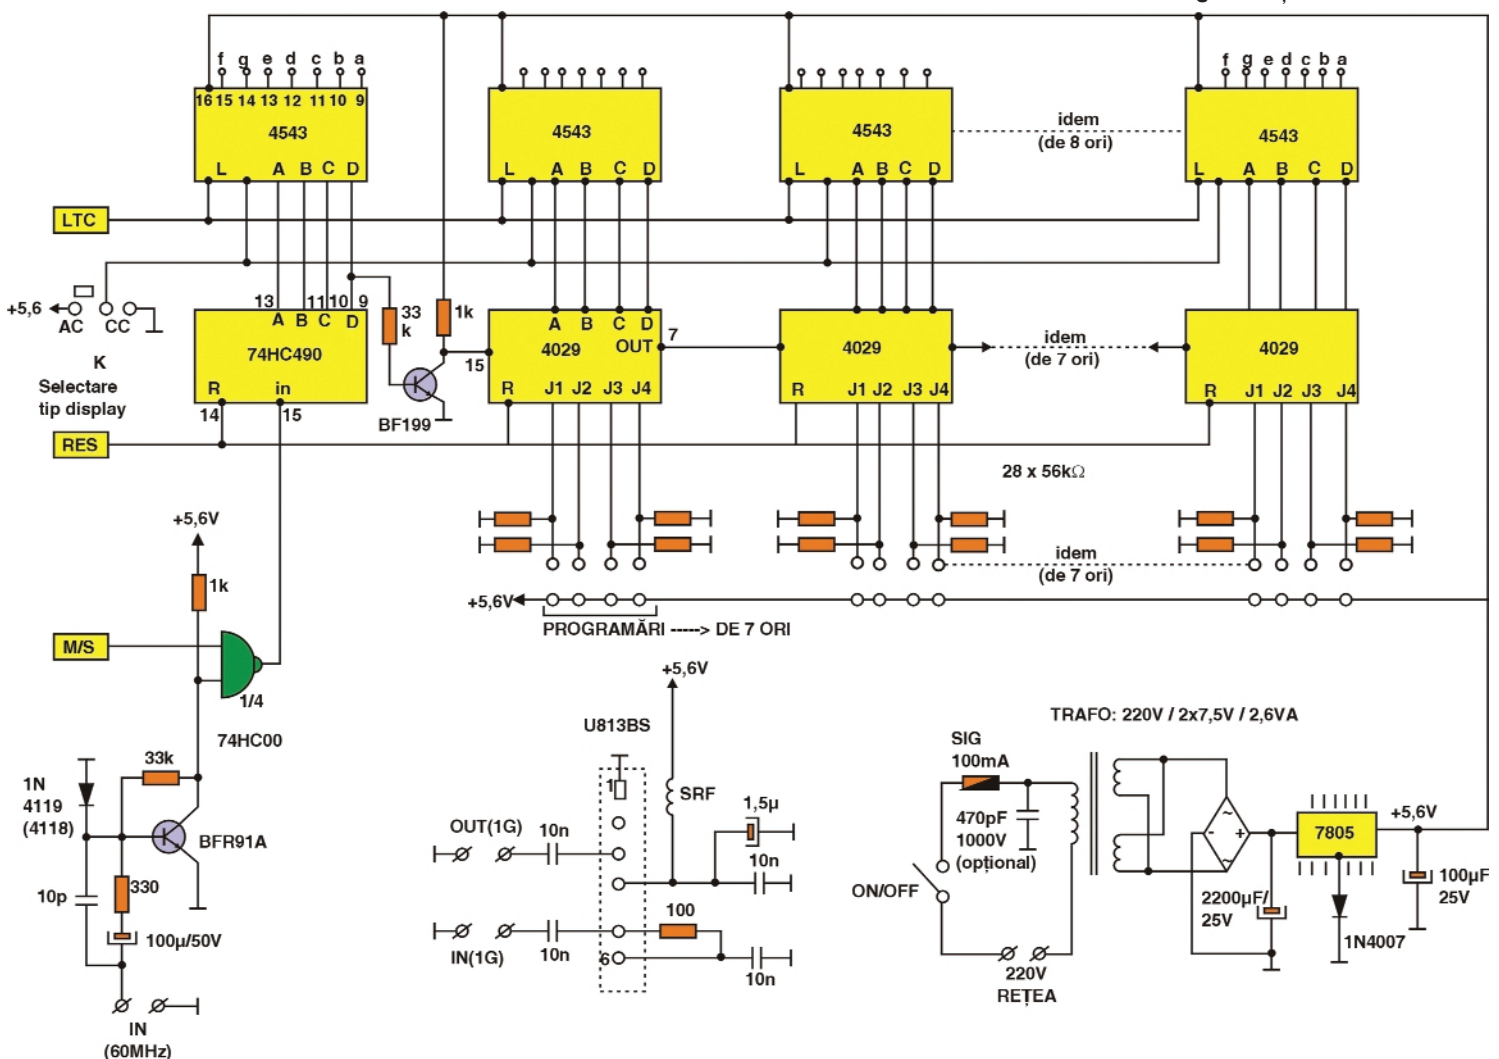 f g e d c b a
f g e d c b a
16 15 14 13 12 11 10 9
4543
4543
4543
4543
idem
(de 8 ori)
L A B C D
L A B C D
L A B C D
L A B C D
LTC
+5,6
AC CC
K
Selectare
tip display
13 11 10 9
A B C D
74HC490
R in
14 15
33
k
1k
BF199
15
A B C D
4029
OUT
7
R J1 J2 J3 J4
4029
R J1 J2 J3 J4
idem
(de 7 ori)
4029
R J1 J2 J3 J4
RES
28 x 56kΩ
idem
(de 7 ori)
+5,6V
PROGRAMĂRI -----> DE 7 ORI
+5,6V
1k
M/S
1/4
74HC00
33k
1N
4119
(4118)
BFR91A
10p
330
100µ/50V
IN
(60MHz)
+5,6V
U813BS
1
SRF
1,5µ
OUT(1G)
10n
10n
100
IN(1G)
10n
6
10n
TRAFO: 220V / 2x7,5V / 2,6VA
SIG
100mA
470pF
1000V
(opțional)
ON/OFF
220V
REȚEA
~
- +
~
2200µF/
25V
7805
+5,6V
1N4007
100µF
25V